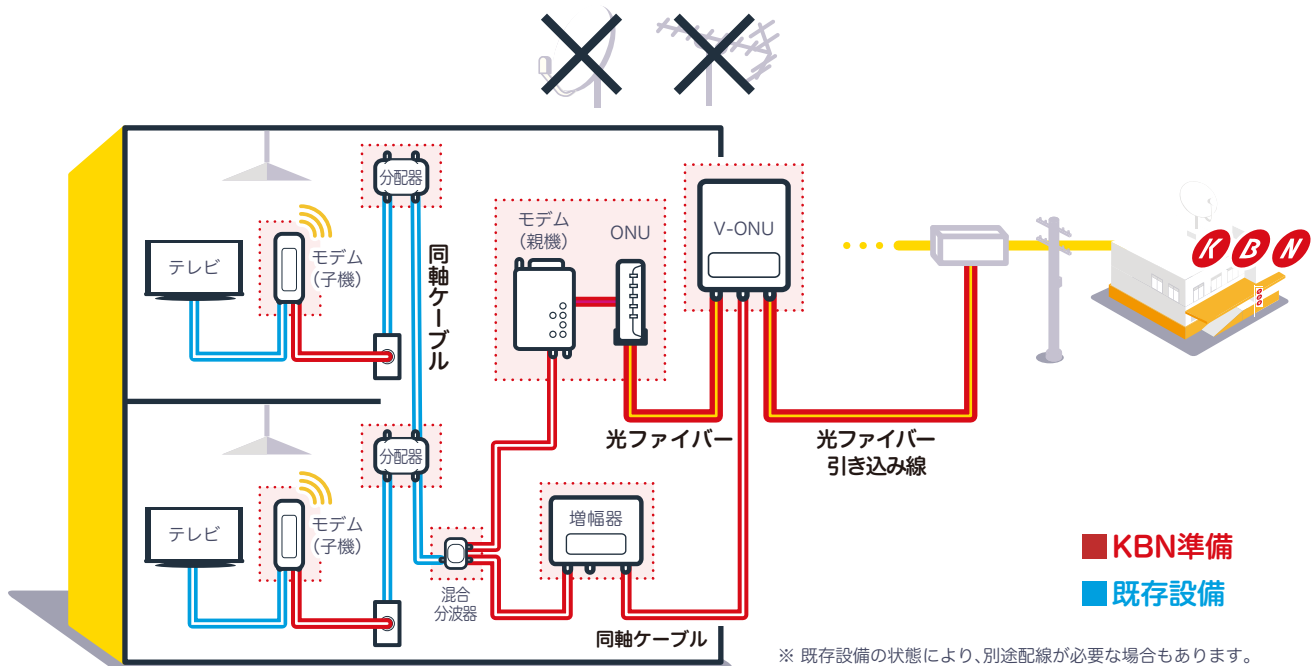 分配器
モデム
(親機)
ONU
V-ONU
テレビ
モデム
(子機)
同軸ケーブル
KBN
光ファイバー
光ファイバー
引き込み線
分配器
テレビ
モデム
(子機)
増幅器
混合
分波器
同軸ケーブル
KBN準備
既存設備
※ 既存設備の状態により、別途配線が必要な場合もあります。